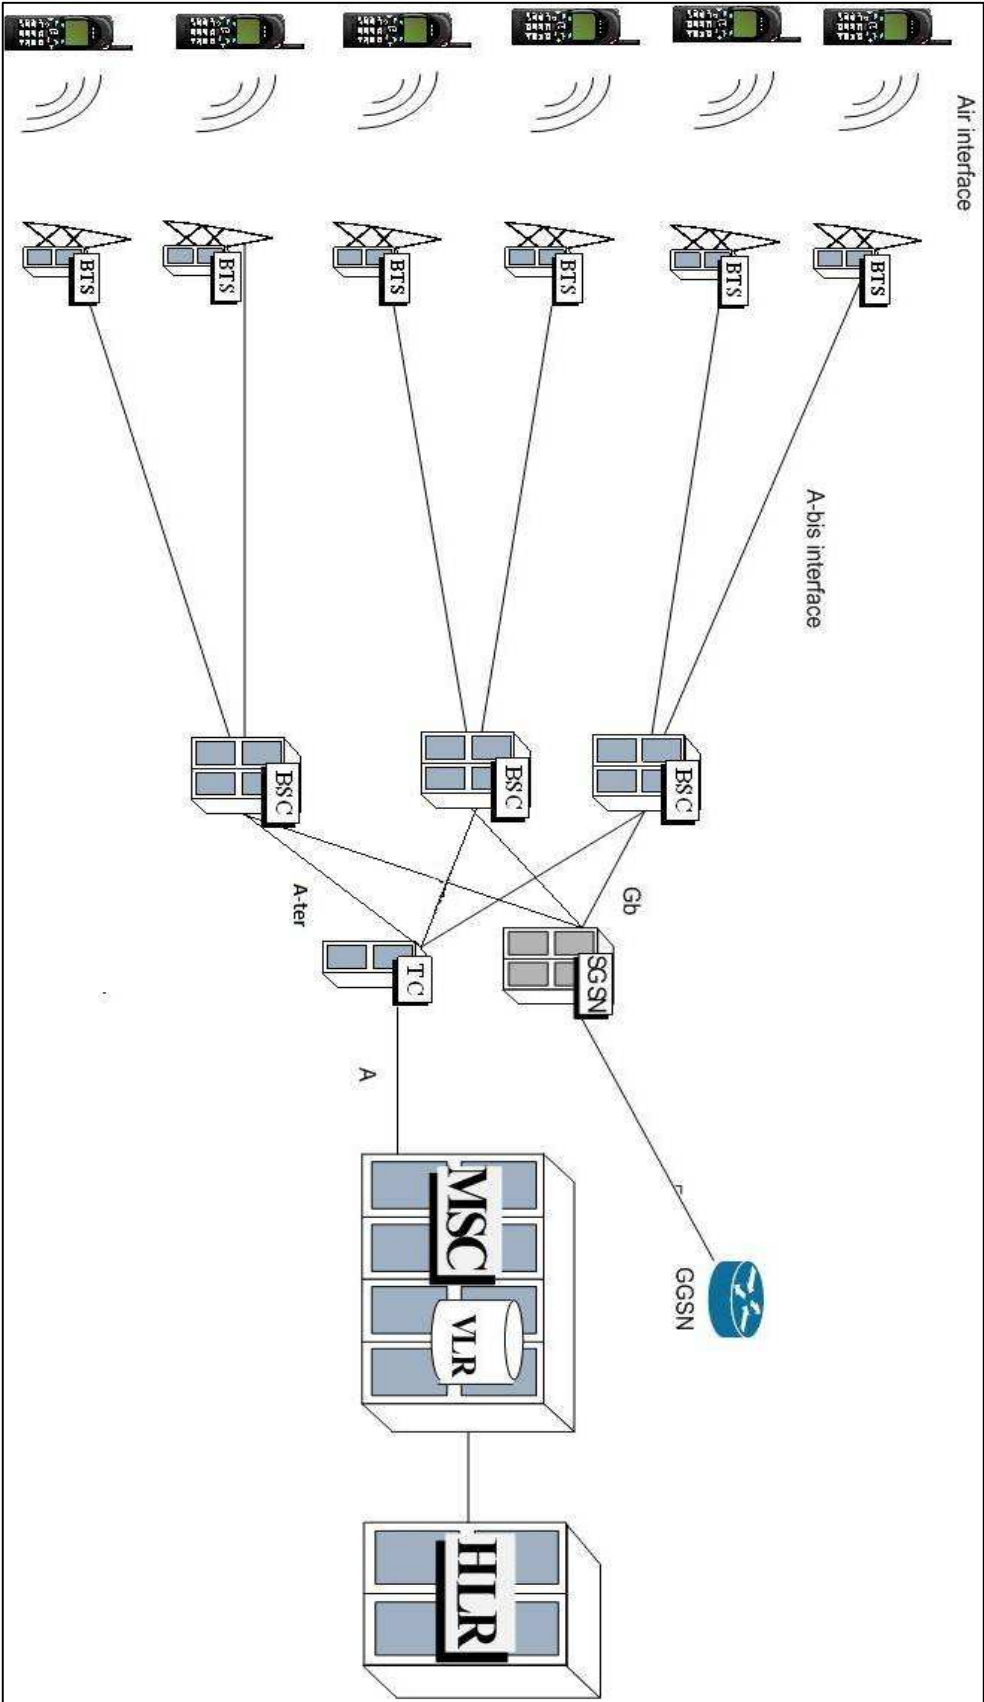 Air interface
BTS
A-bis interface
BTS
BSC
GGSN
Gb
SGSN
BTS
BSC
MSC
VLR
HLR
TC
BTS
A
A-ter
BSC
BTS
BTS